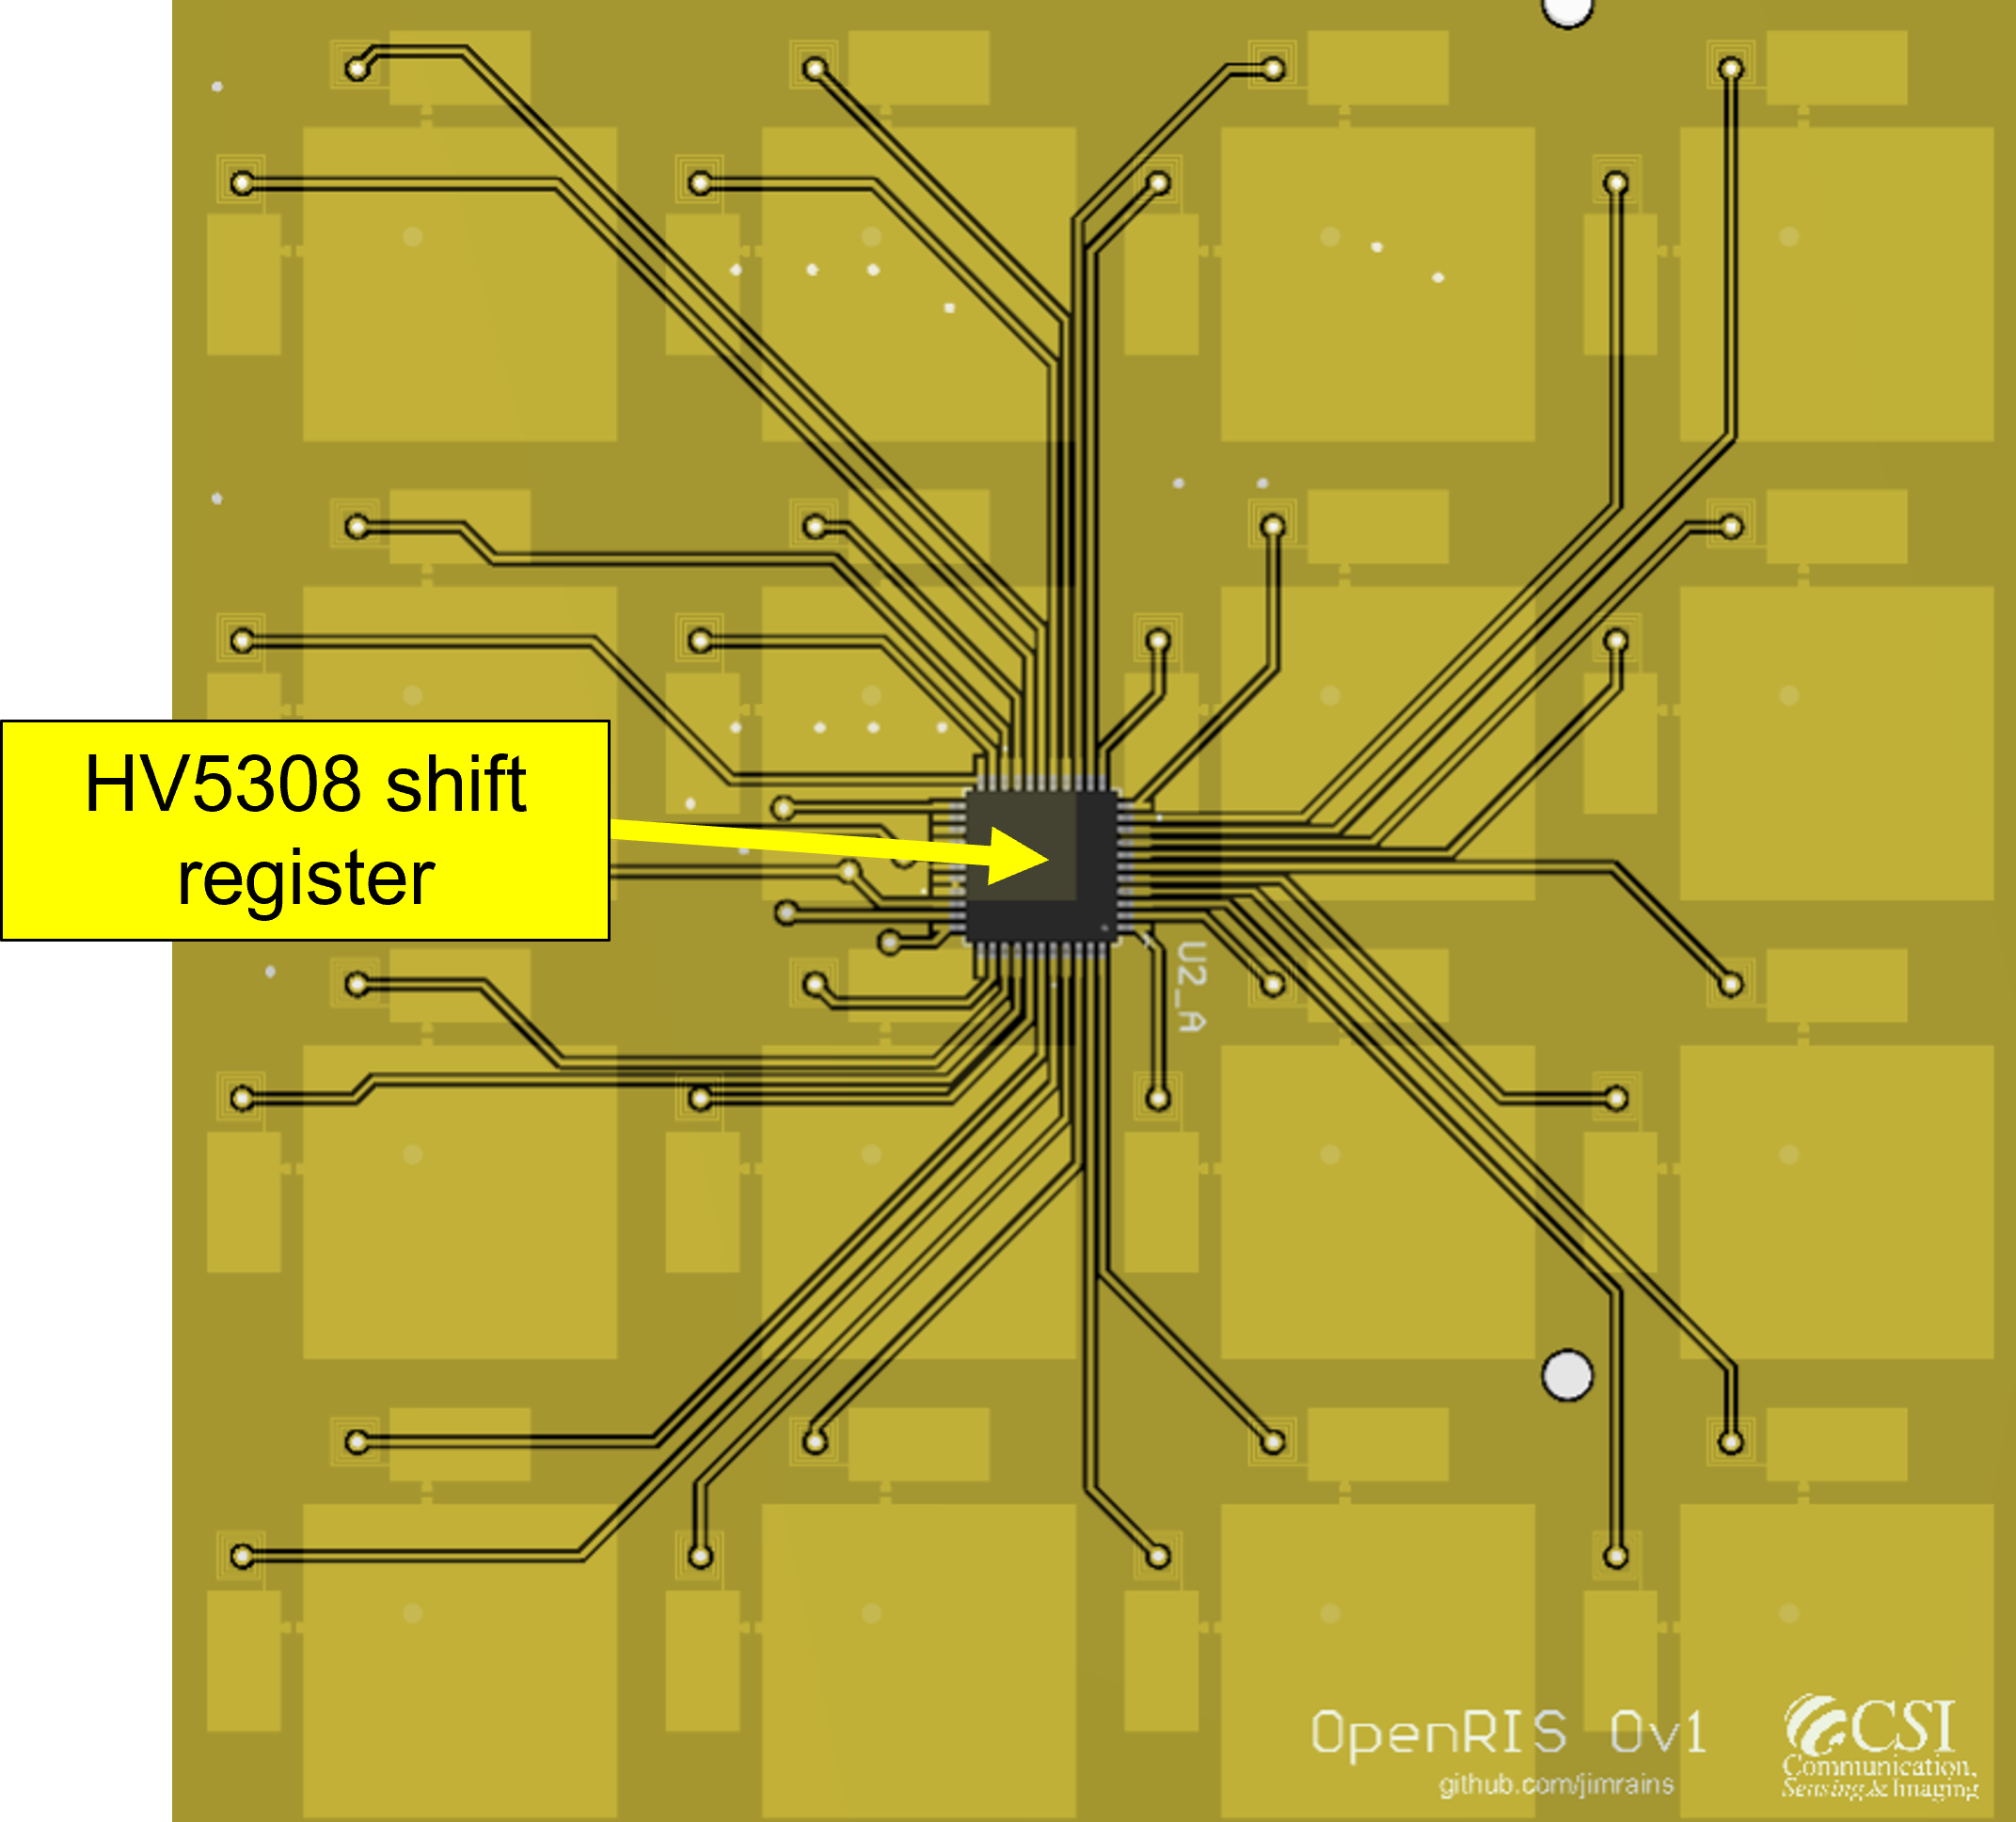 HV5308 shift
register
U2_A
OpenRIS 0v1
github.com/jimrains
CSI
Communication,
Sensing & Imaging